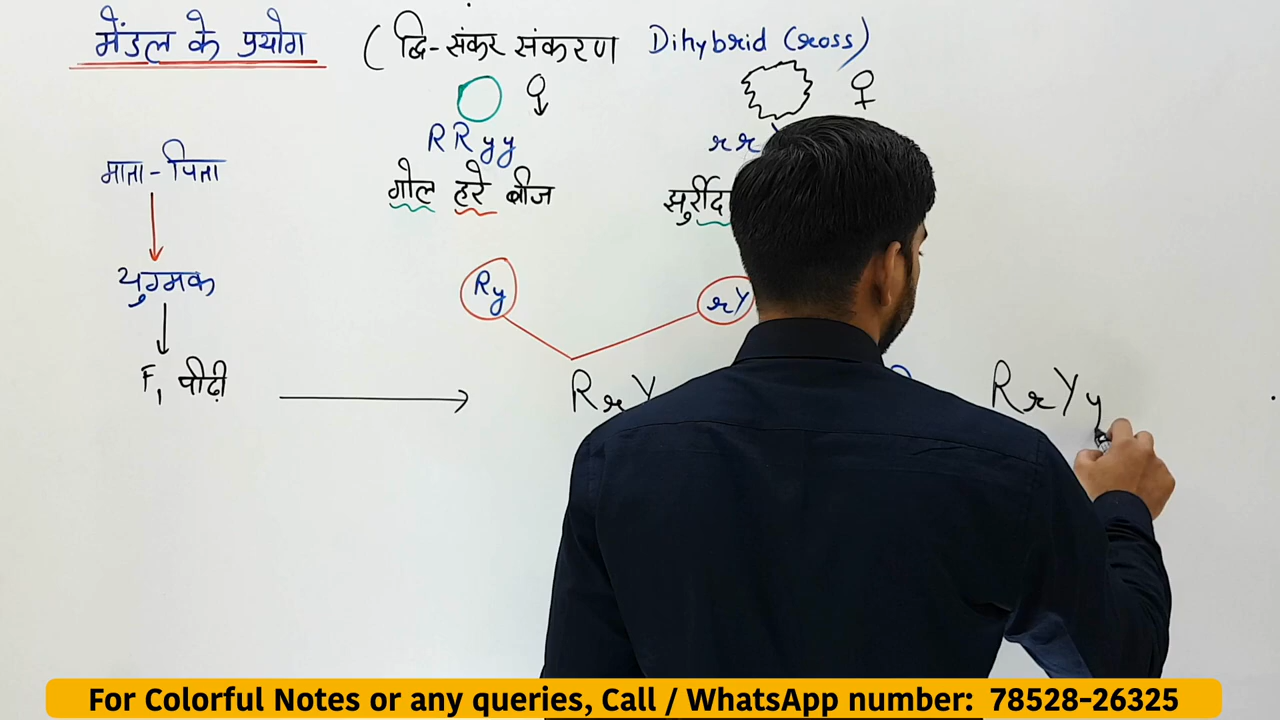 मेंडल के प्रयोग ( द्वि-संकर संकरण Dihybrid Cross)
RRyy rr
माता-पिता
गोल हरे बीज
युग्मक
Ry rY
F₁ पीढ़ी
RrY RrYy
For Colorful Notes or any queries, Call / WhatsApp number: 78528-26325